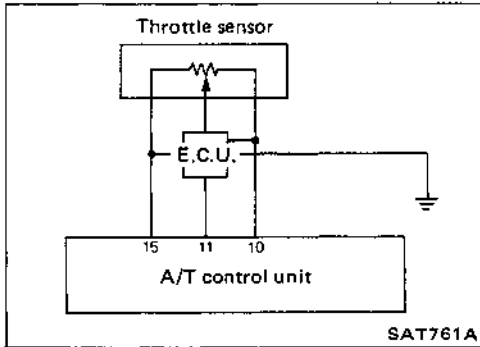 Throttle sensor
E.C.U.
15 11 10
A/T control unit
SAT761A